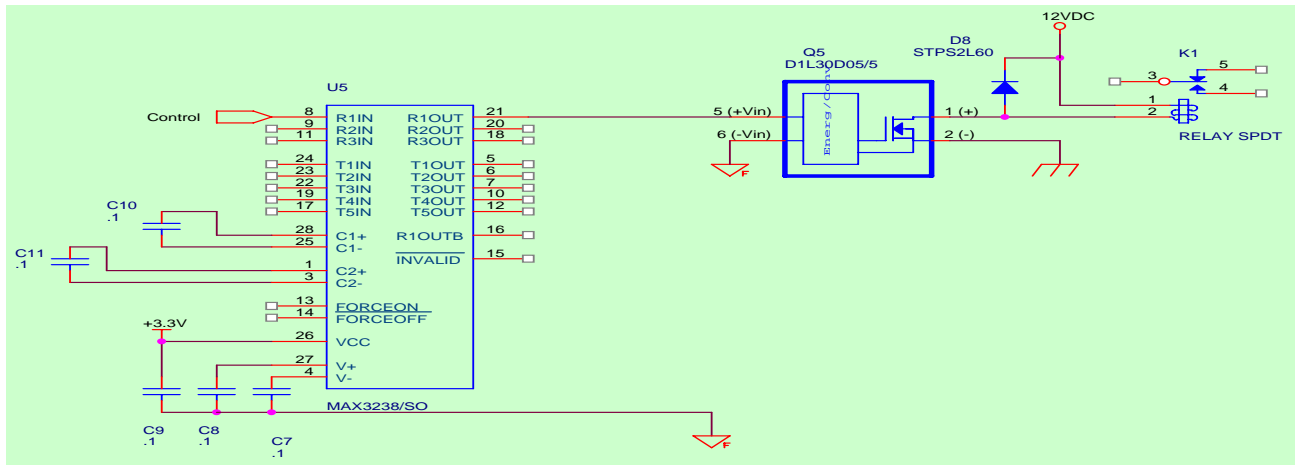 12VDC
D8
STPS2L60
K1
Q5
D1L30D05/5
5
3
4
1
2
RELAY SPDT
Energ/Conv
5 (+Vin)
6 (-Vin)
1 (+)
2 (-)
F
U5
Control
8 R1IN R1OUT 21
9 R2IN R2OUT 20
11 R3IN R3OUT 18
24 T1IN T1OUT 5
23 T2IN T2OUT 6
22 T3IN T3OUT 7
19 T4IN T4OUT 10
17 T5IN T5OUT 12
C10
.1
28 C1+ R1OUTB 16
25 C1-
INVALID 15
C11
.1
1 C2+
3 C2-
13 FORCEON
14 FORCEOFF
+3.3V
26 VCC
27 V+
4 V-
MAX3238/SO
C9
.1
C8
.1
C7
.1
F